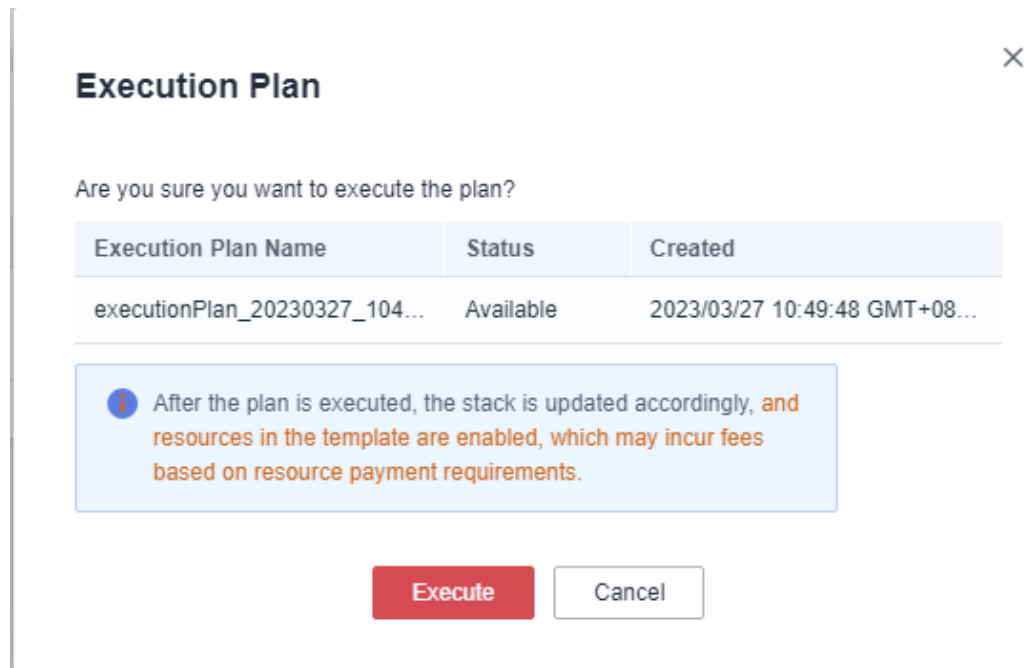 Execution Plan
Are you sure you want to execute the plan?
Execution Plan Name Status Created
executionPlan_20230327_104... Available 2023/03/27 10:49:48 GMT+08...
After the plan is executed, the stack is updated accordingly, and
resources in the template are enabled, which may incur fees
based on resource payment requirements.
Execute Cancel